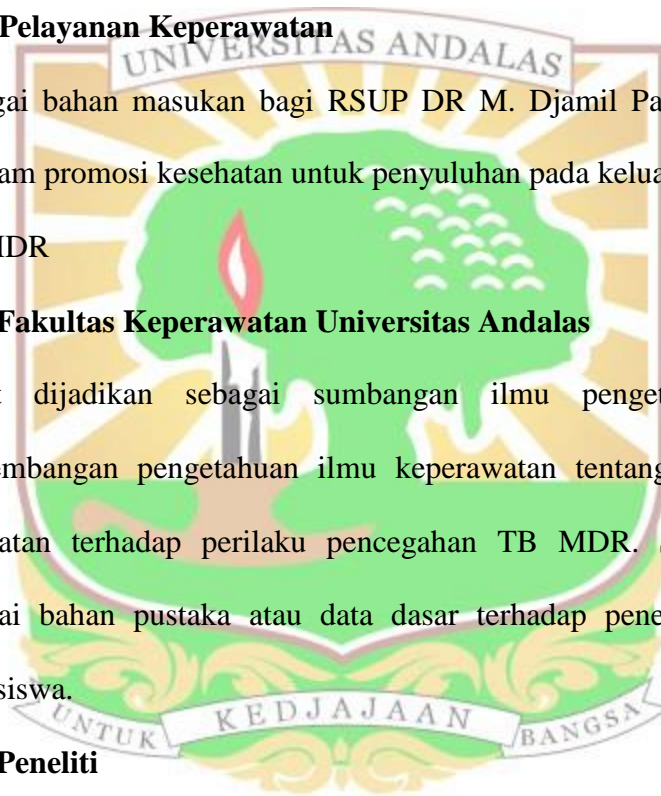 Pelayanan Keperawatan
UNIVERSITAS ANDALAS
gai bahan masukan bagi RSUP DR M. Djamil Pa
am promosi kesehatan untuk penyuluhan pada kelua
MDR
Fakultas Keperawatan Universitas Andalas
dijadikan sebagai sumbangan ilmu penget
embangan pengetahuan ilmu keperawatan tentang
atan terhadap perilaku pencegahan TB MDR.
ai bahan pustaka atau data dasar terhadap pene
siswa.
UNTUK KEDJAJAAN BANGSA
Peneliti